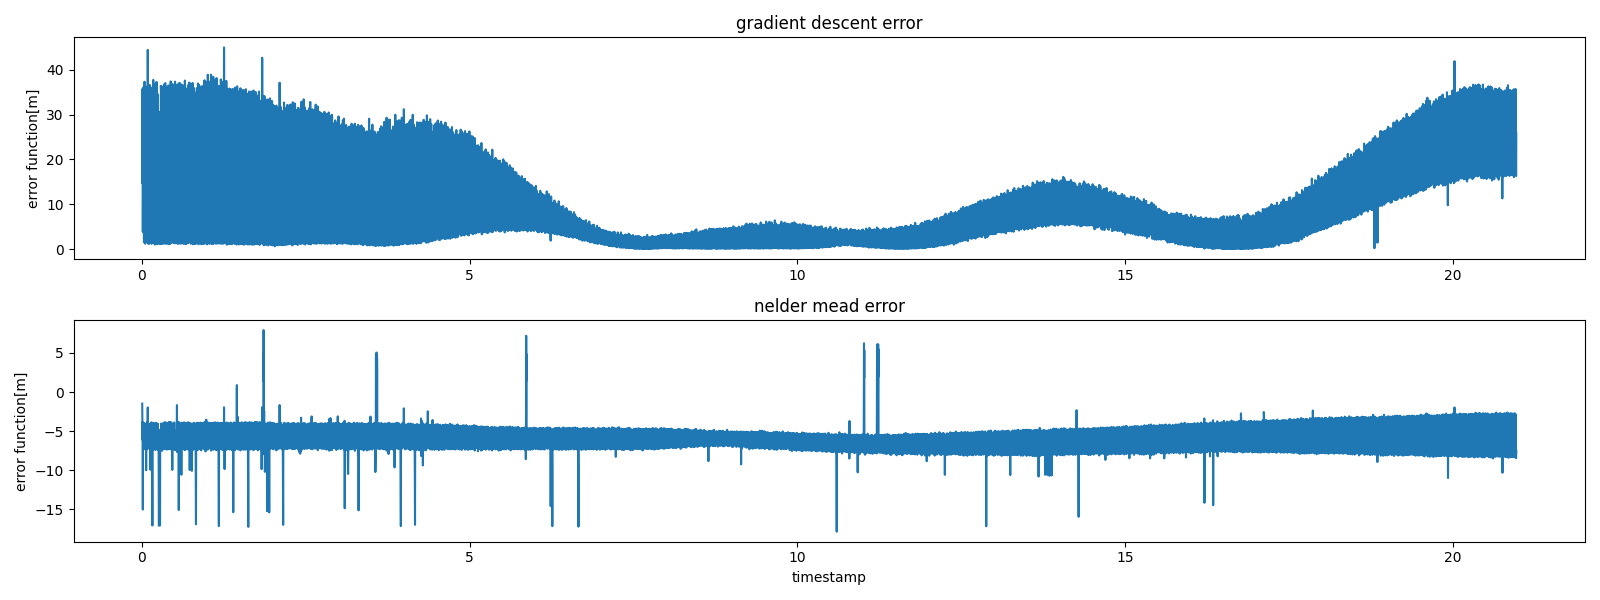 gradient descent error
error function[m]
40
30
20
10
0
0 5 10 15 20
nelder mead error
error function[m]
5
0
−5
−10
−15
0 5 10 15 20
timestamp